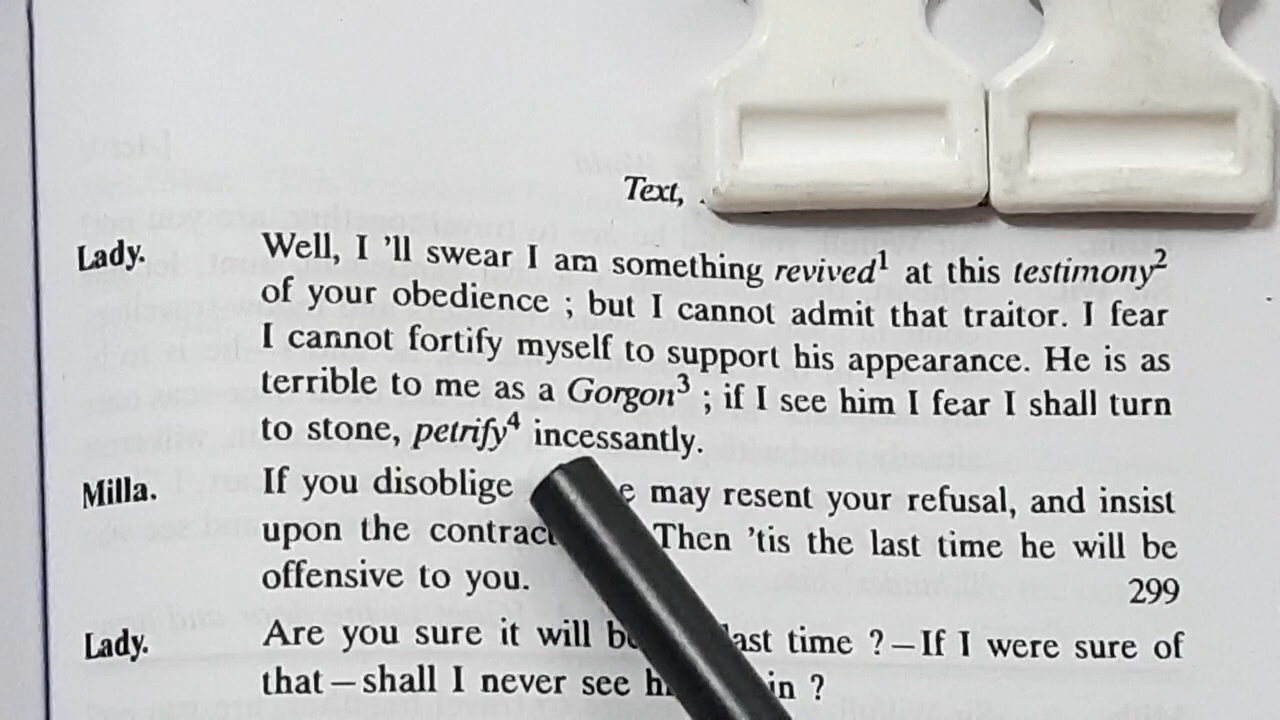 Text,
Lady. Well, I 'll swear I am something revived¹ at this testimony²
of your obedience ; but I cannot admit that traitor. I fear
I cannot fortify myself to support his appearance. He is as
terrible to me as a Gorgon³ ; if I see him I fear I shall turn
to stone, petrify⁴ incessantly.
Milla. If you disoblige may resent your refusal, and insist
upon the Then 'tis the last time he will be
offensive to you. 299
Lady. Are you sure it will time ?—If I were sure of
that—shall I never see ?